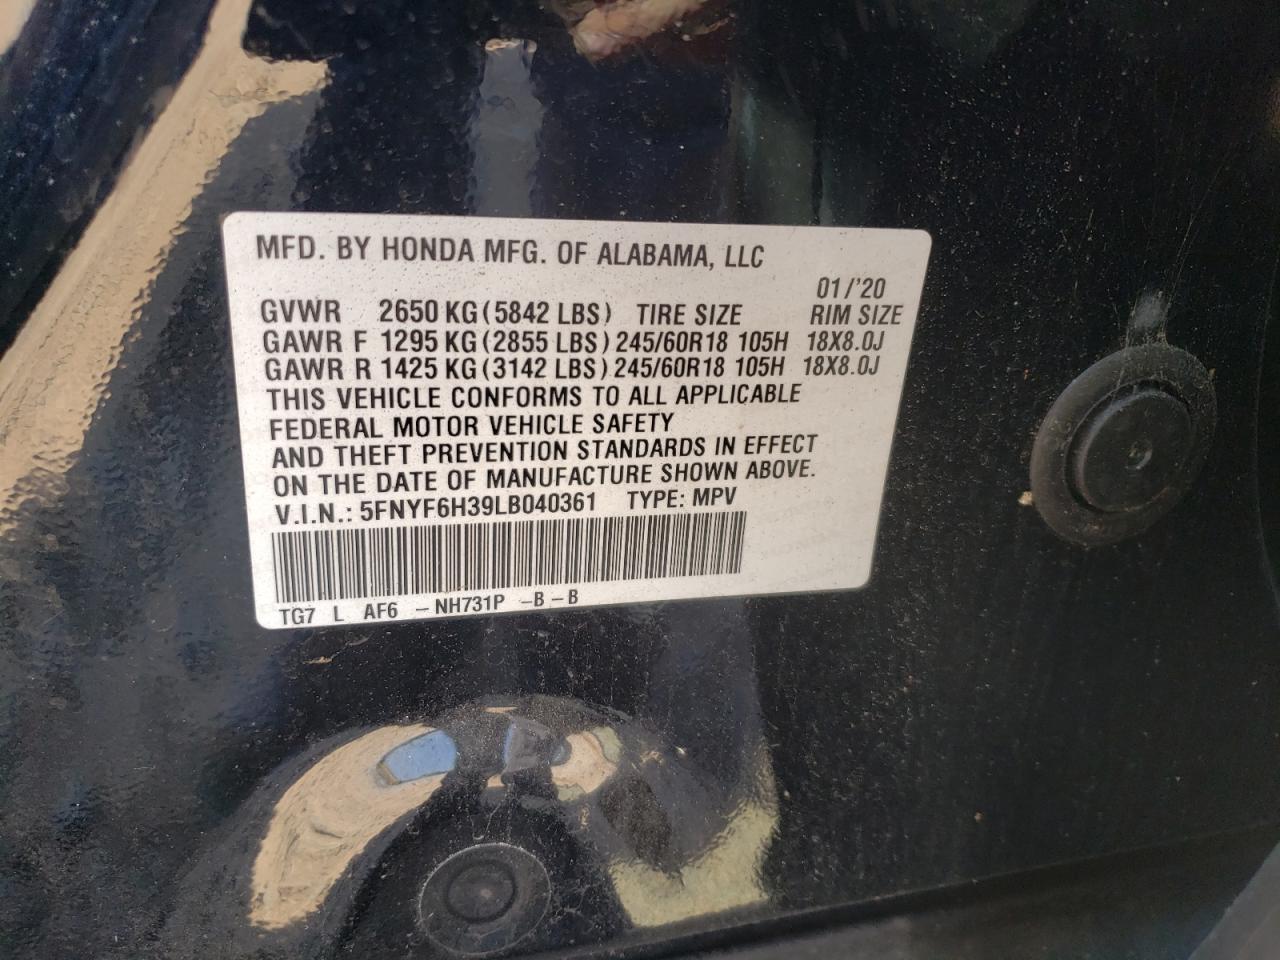 MFD. BY HONDA MFG. OF ALABAMA, LLC
01/'20
GVWR 2650 KG (5842 LBS) TIRE SIZE RIM SIZE
GAWR F 1295 KG (2855 LBS) 245/60R18 105H 18X8.0J
GAWR R 1425 KG (3142 LBS) 245/60R18 105H 18X8.0J
THIS VEHICLE CONFORMS TO ALL APPLICABLE
FEDERAL MOTOR VEHICLE SAFETY
AND THEFT PREVENTION STANDARDS IN EFFECT
ON THE DATE OF MANUFACTURE SHOWN ABOVE.
V.I.N.: 5FNYF6H39LB040361 TYPE: MPV
TG7 L AF6 – NH731P –B – B